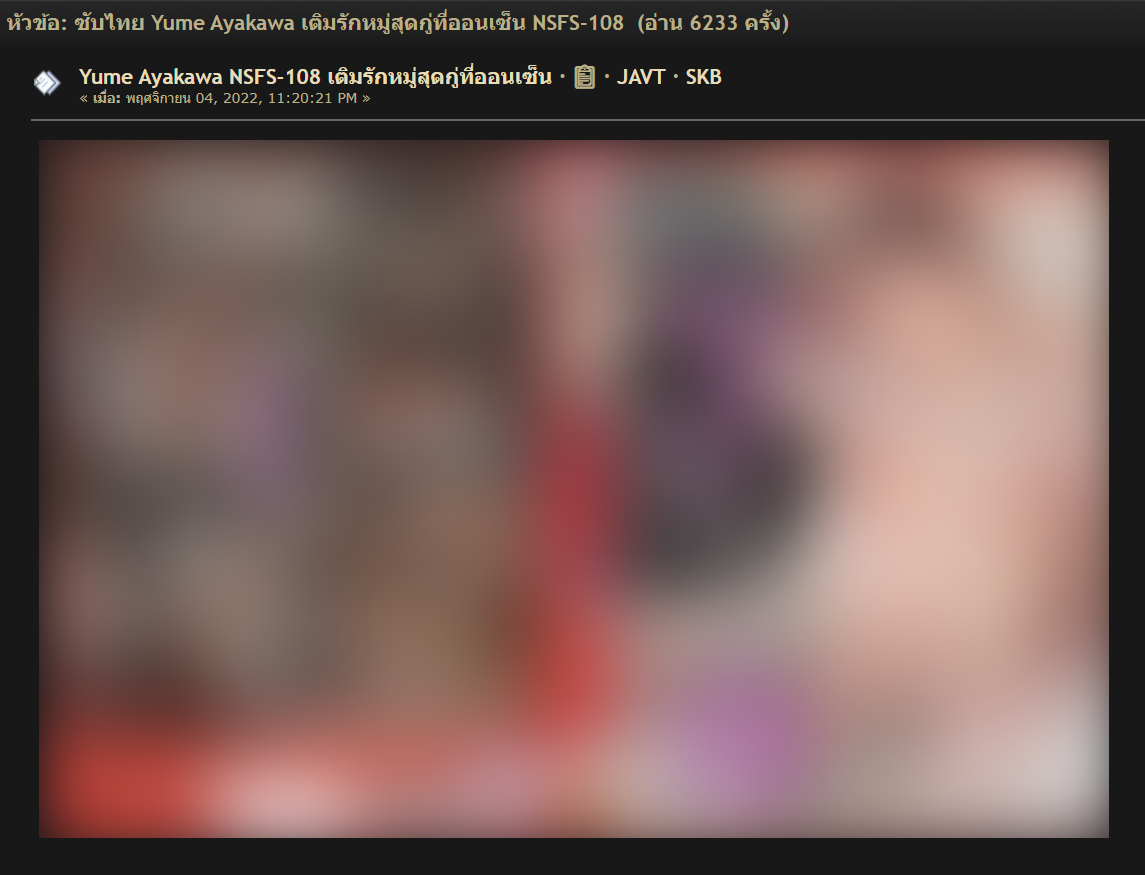 หัวข้อ: ซับไทย Yume Ayakawa เติมรักหมู่สุดกู่ที่ออนเซ็น NSFS-108 (อ่าน 6233 ครั้ง)
Yume Ayakawa NSFS-108 เติมรักหมู่สุดกู่ที่ออนเซ็น · 📋 · JAVT · SKB
« เมื่อ: พฤศจิกายน 04, 2022, 11:20:21 PM »